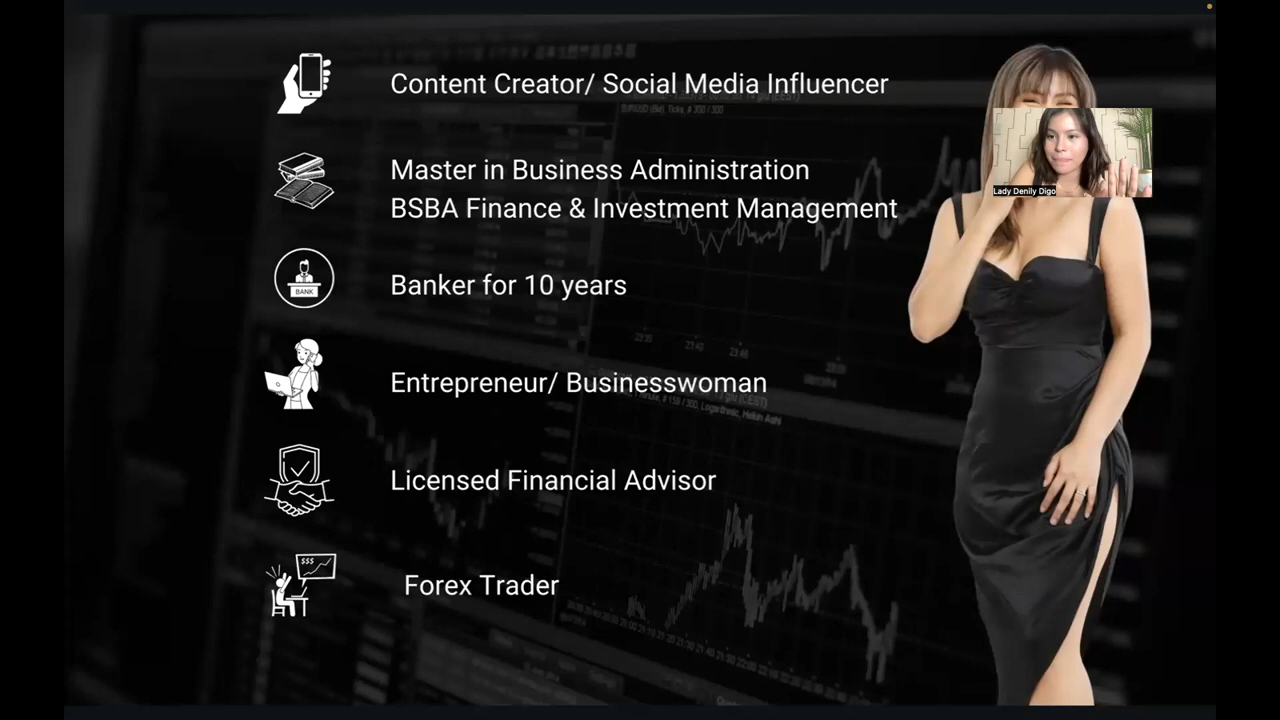 Content Creator/ Social Media Influencer
Master in Business Administration
BSBA Finance & Investment Management
Banker for 10 years
BANK
Entrepreneur/ Businesswoman
Licensed Financial Advisor
$$$
Forex Trader
Lady Denily Digo